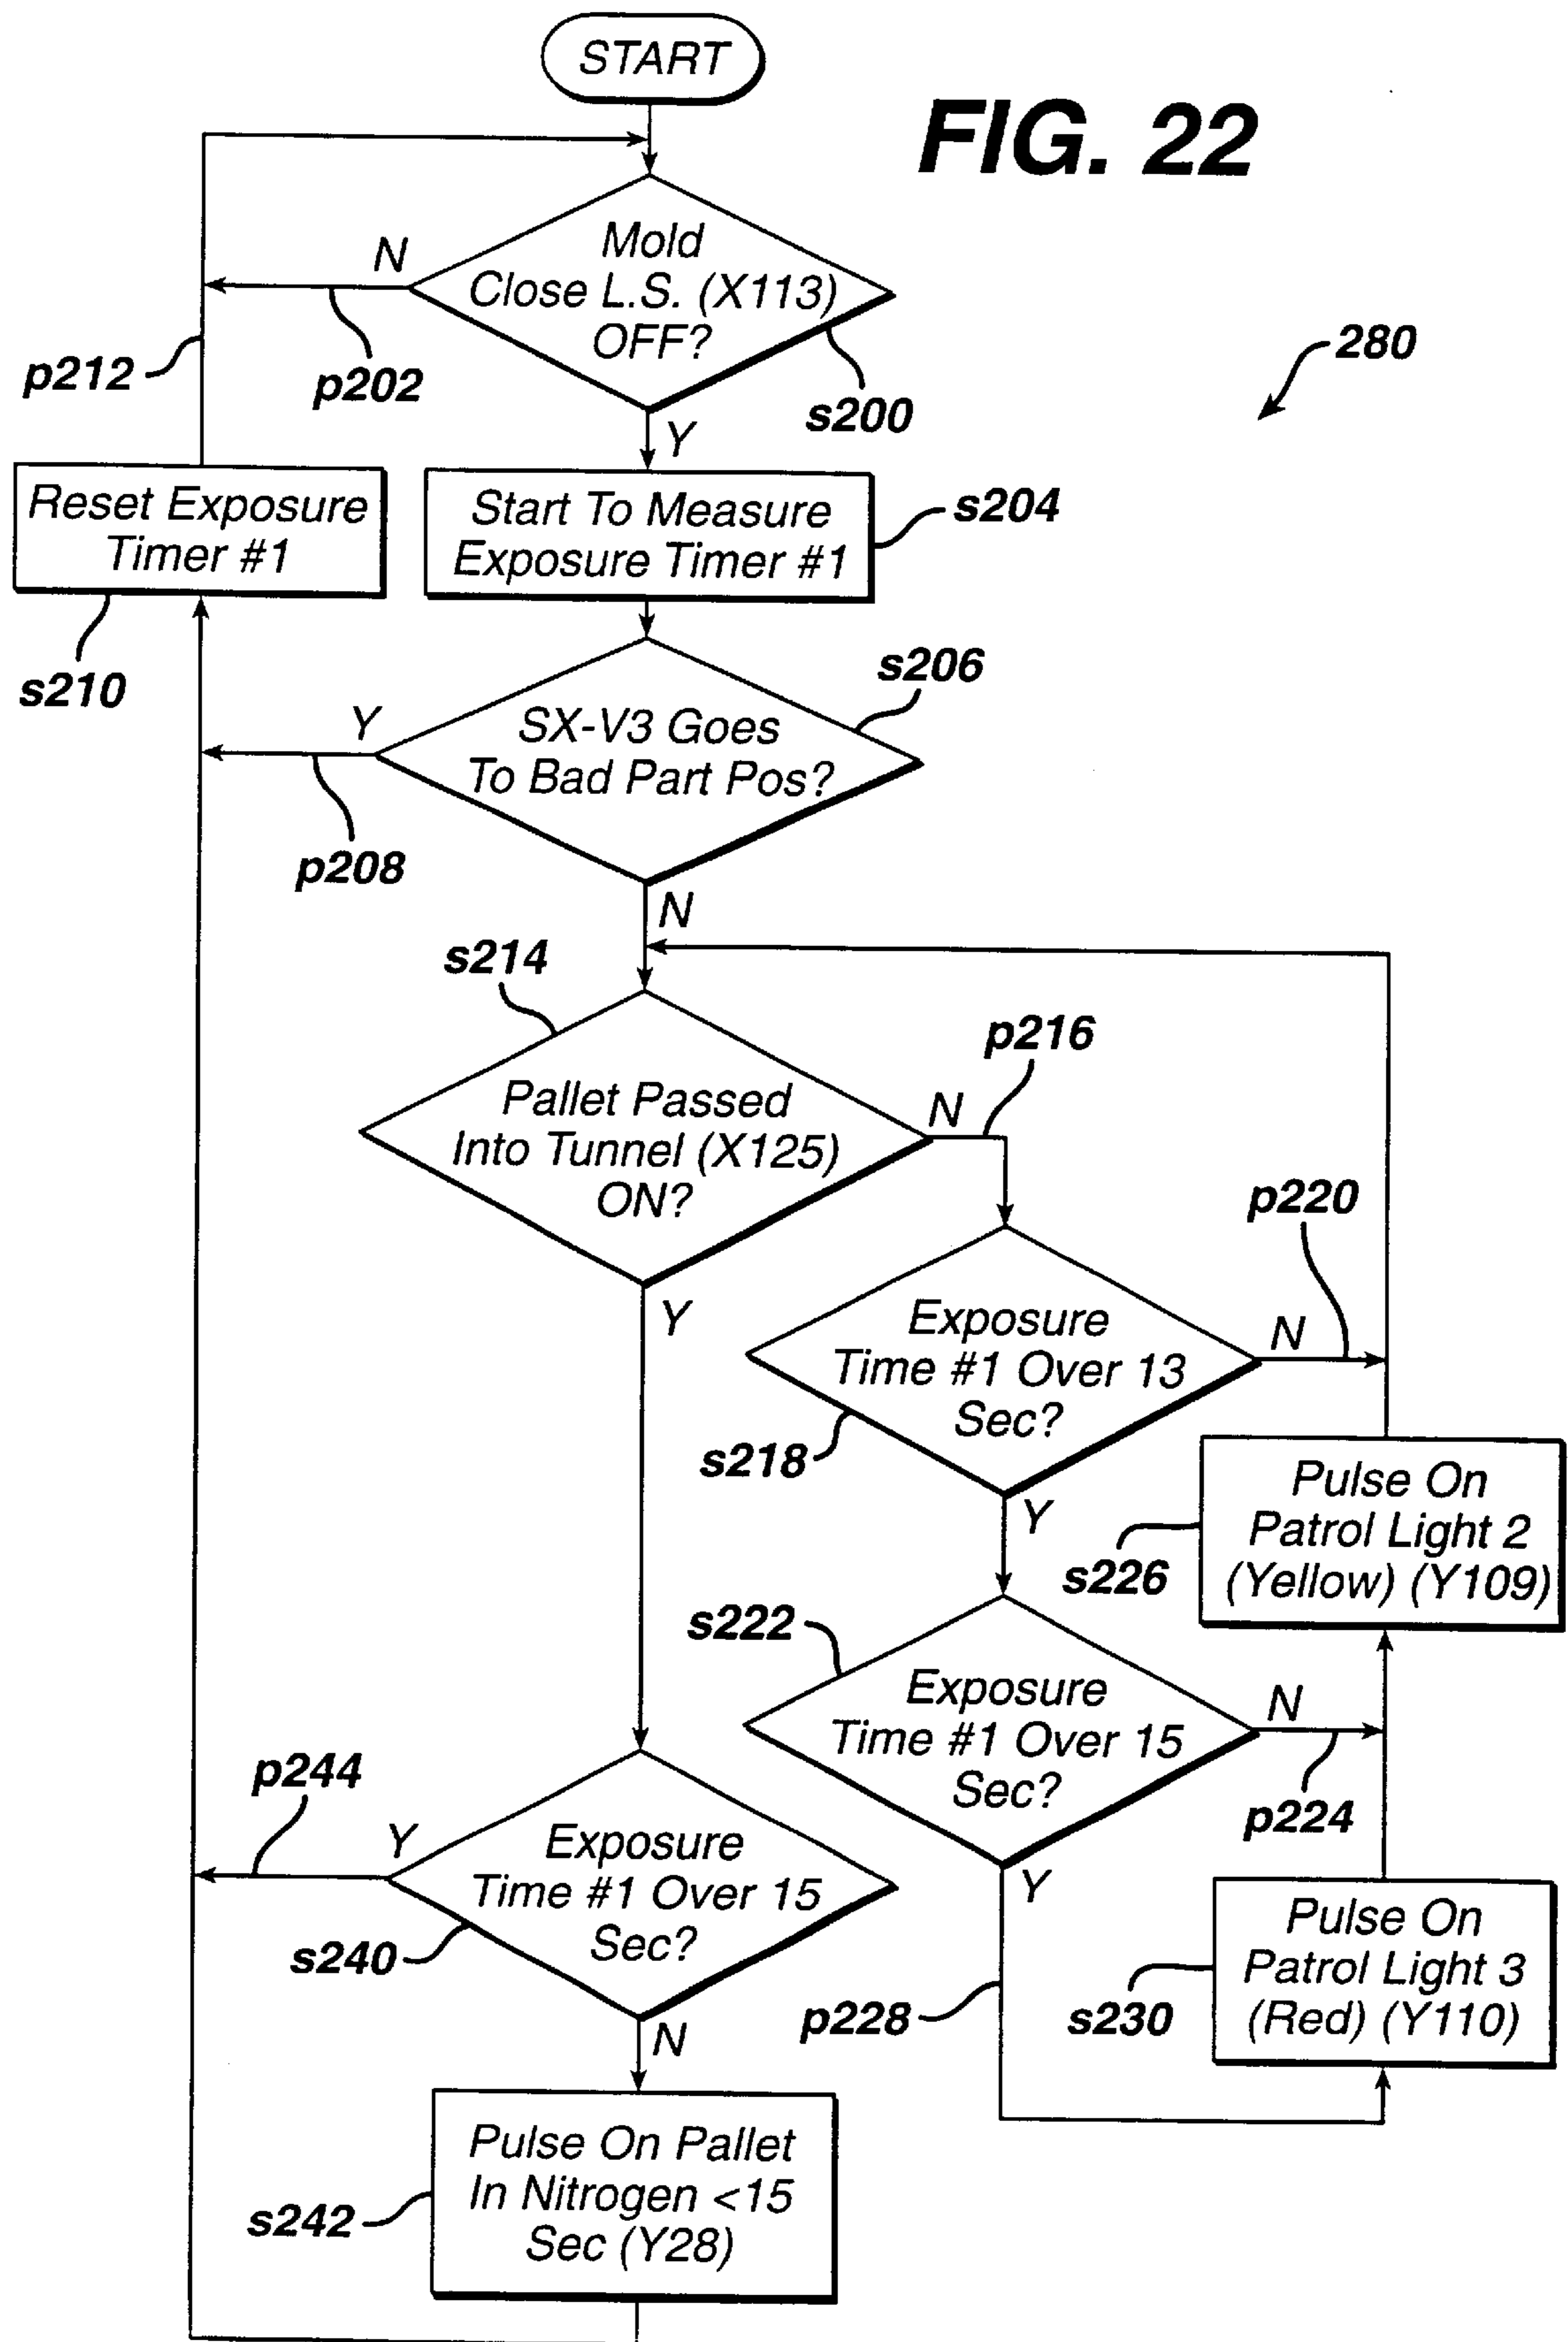 START
FIG. 22
N
Mold
Close L.S. (X113)
OFF?
280
p212
p202
s200
Y
Reset Exposure
Timer #1
Start To Measure
Exposure Timer #1
s204
s210
s206
Y
SX-V3 Goes
To Bad Part Pos?
p208
N
s214
p216
Pallet Passed
Into Tunnel (X125)
ON?
N
p220
Y
Exposure
Time #1 Over 13
Sec?
N
s218
Y
Pulse On
Patrol Light 2
(Yellow) (Y109)
s226
s222
Exposure
Time #1 Over 15
Sec?
N
p224
p244
Y
Exposure
Time #1 Over 15
Sec?
s240
Y
Pulse On
Patrol Light 3
(Red) (Y110)
p228
s230
N
Pulse On Pallet
In Nitrogen <15
Sec (Y28)
s242